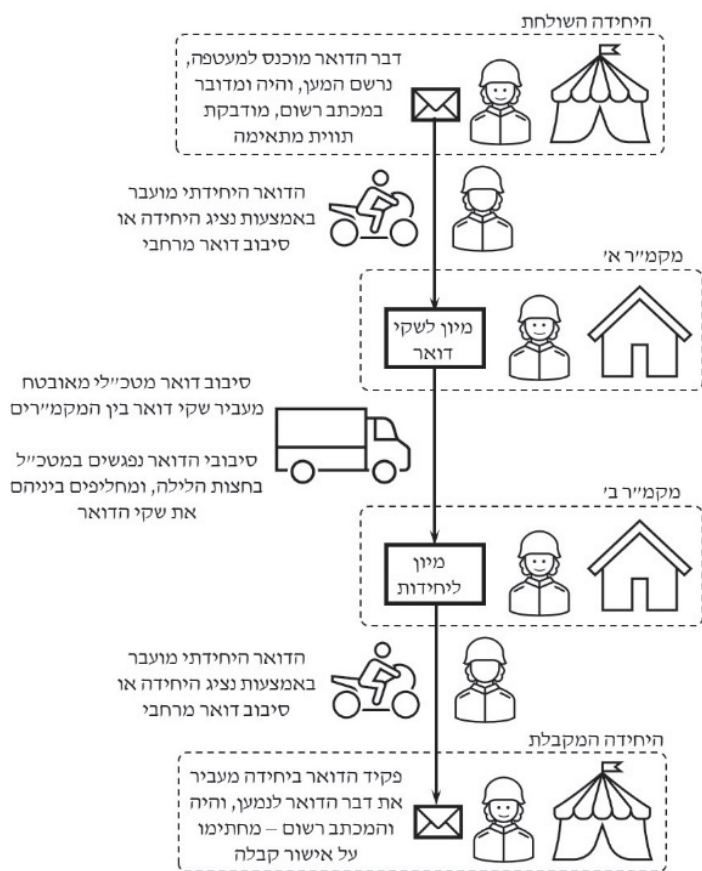 היחידה השולחת
דבר הדואר מוכנס למעטפה,
נרשם המען, והיה ומדובר
במכתב רשום, מודבקת
תווית מתאימה
הדואר היחידתי מועבר
באמצעות נציג היחידה או
סיבוב דואר מרחבי
מקמ״ר א׳
מיון לשקי
דואר
סיבוב דואר מטכ״לי מאובטח
מעביר שקי דואר בין המקמ״רים
סיבובי הדואר נפגשים במטכ״ל
בחצות הלילה, ומחליפים ביניהם
את שקי הדואר
מקמ״ר ב׳
מיון
ליחידות
הדואר היחידתי מועבר
באמצעות נציג היחידה או
סיבוב דואר מרחבי
היחידה המקבלת
פקיד הדואר ביחידה מעביר
את דבר הדואר לנמען, והיה
והמכתב רשום – מחתימו
על אישור קבלה